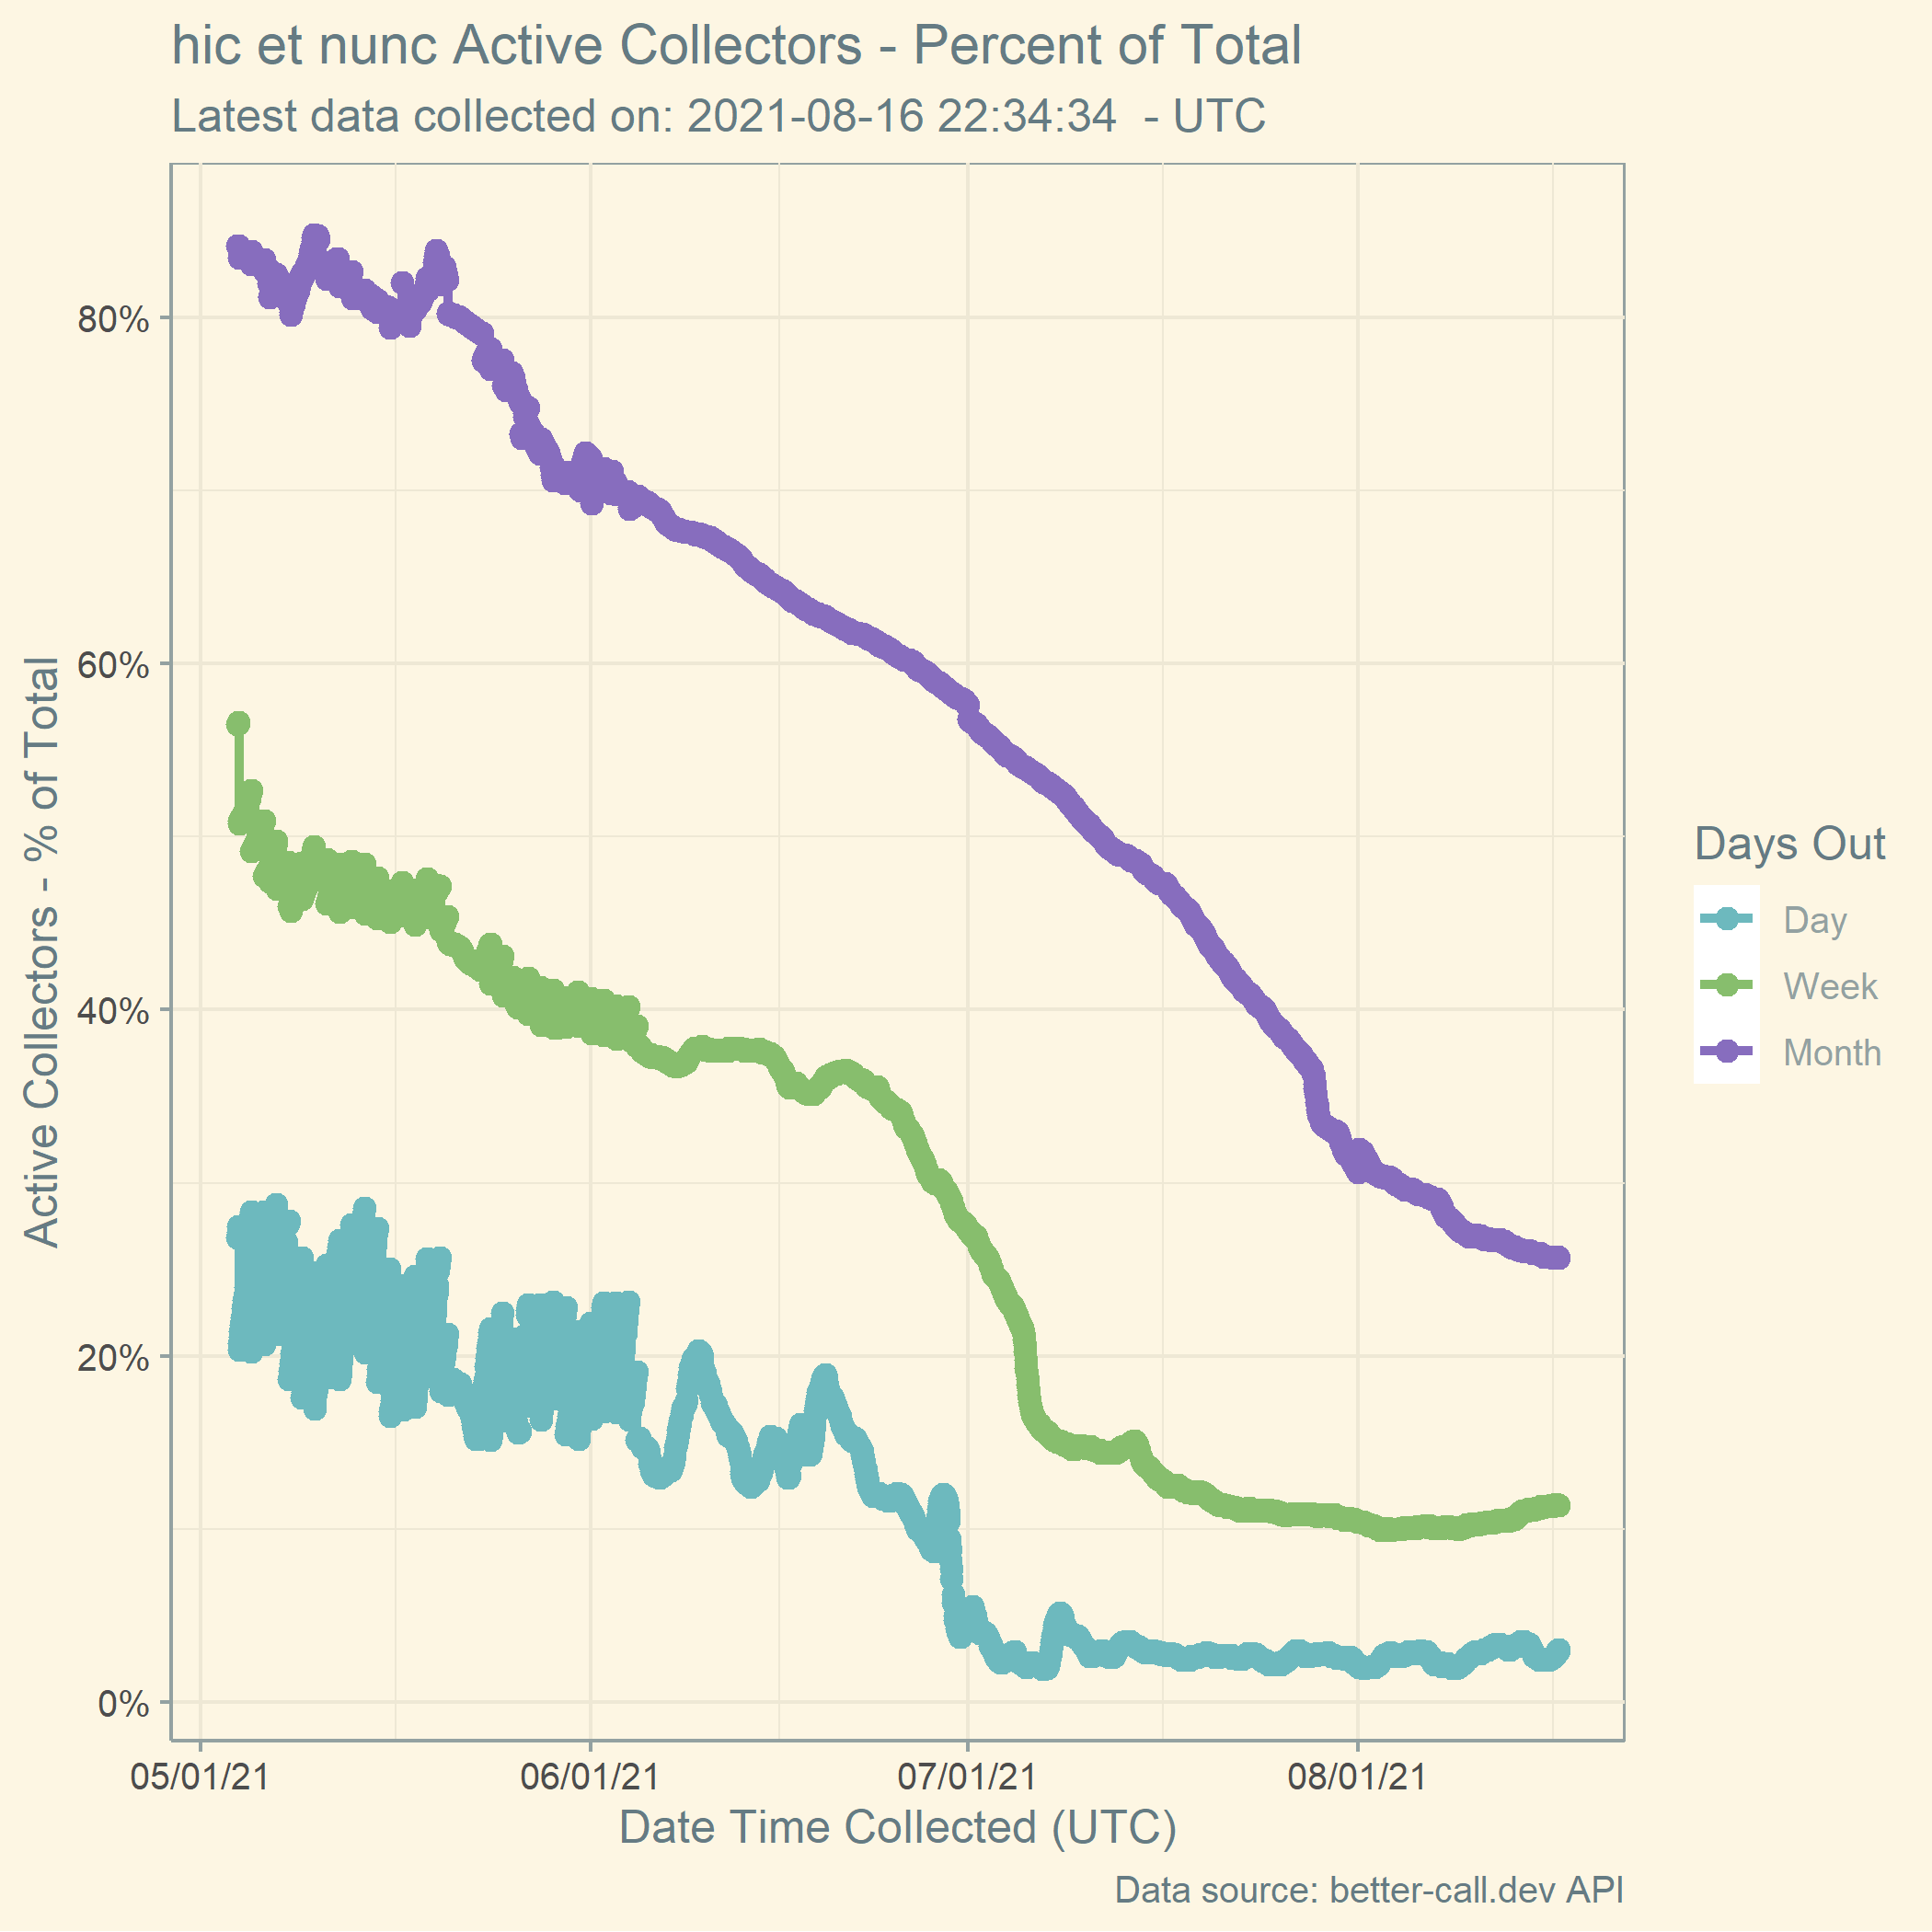 hic et nunc Active Collectors - Percent of Total
Latest data collected on: 2021-08-16 22:34:34  - UTC
Active Collectors - % of Total
80%
60%
40%
20%
0%
05/01/21
06/01/21
07/01/21
08/01/21
Date Time Collected (UTC)
Days Out
Day
Week
Month
Data source: better-call.dev API